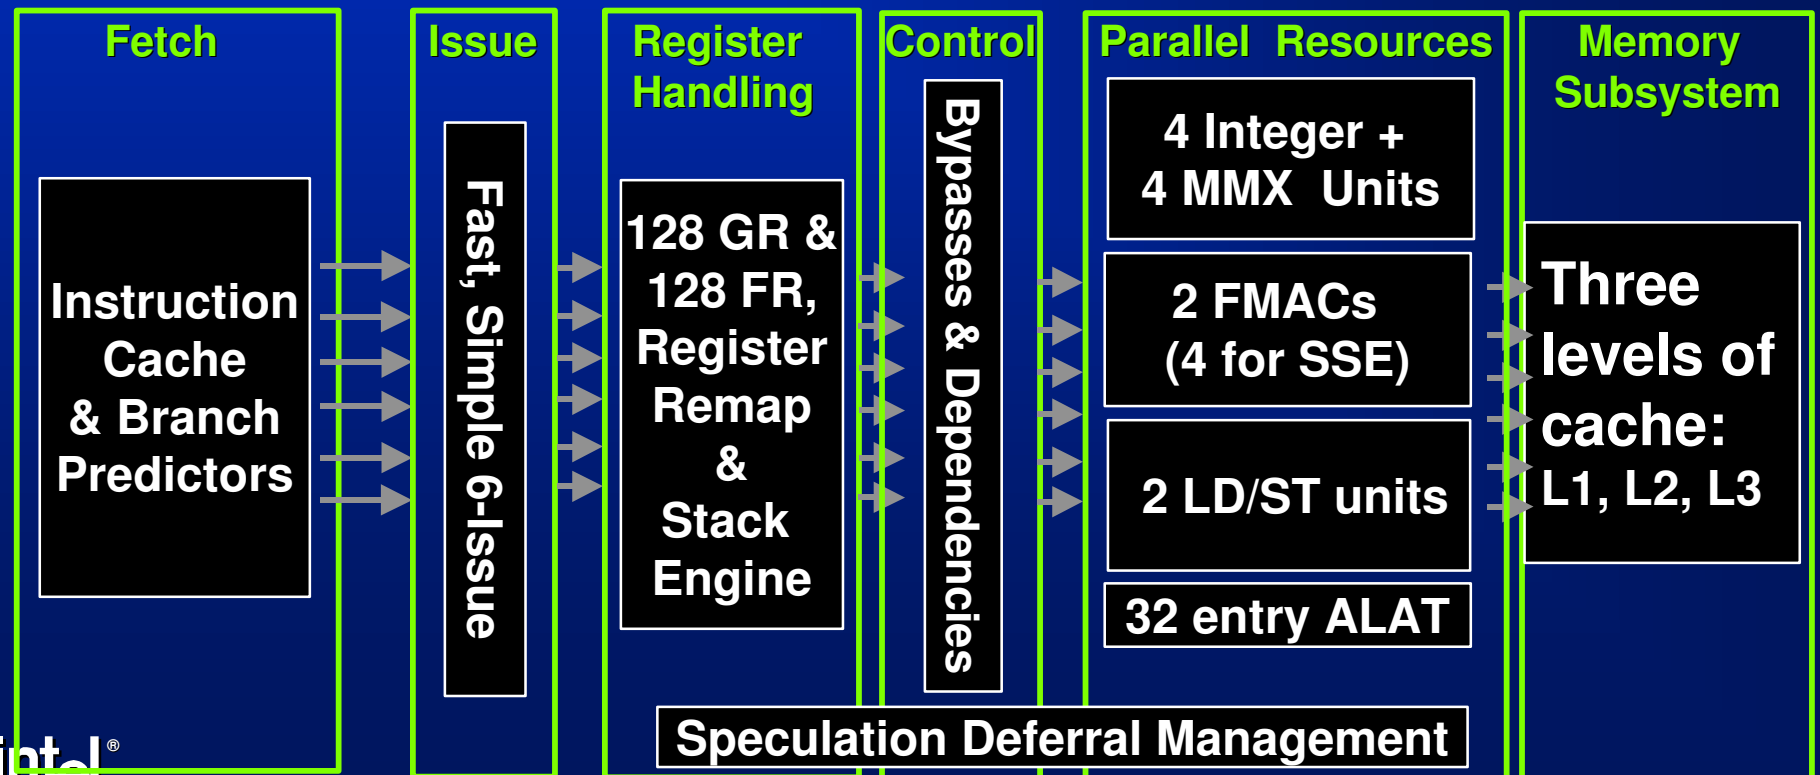 Fetch
Instruction
Cache
& Branch
Predictors
Issue
Fast, Simple 6-Issue
Register
Handling
128 GR &
128 FR,
Register
Remap
&
Stack
Engine
Control
Bypasses & Dependencies
Parallel Resources
4 Integer +
4 MMX Units
2 FMACs
(4 for SSE)
2 LD/ST units
32 entry ALAT
Memory
Subsystem
Three
levels of
cache:
L1, L2, L3
Speculation Deferral Management
intel®